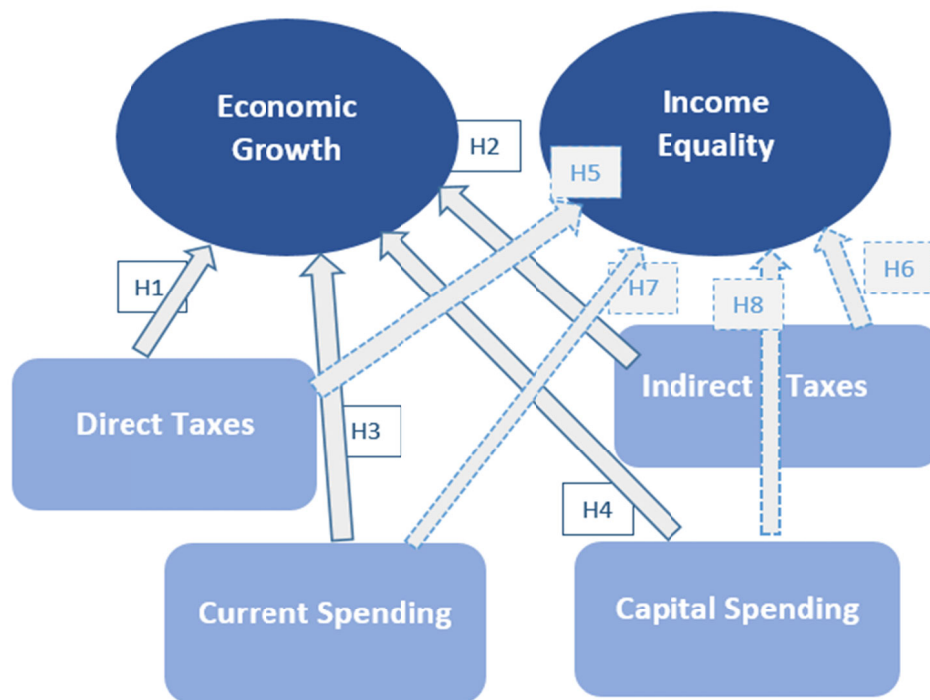 Economic
Growth
Income
Equality
H2
H5
H1
H7
H8
H6
Direct Taxes
Indirect Taxes
H3
H4
Current Spending
Capital Spending